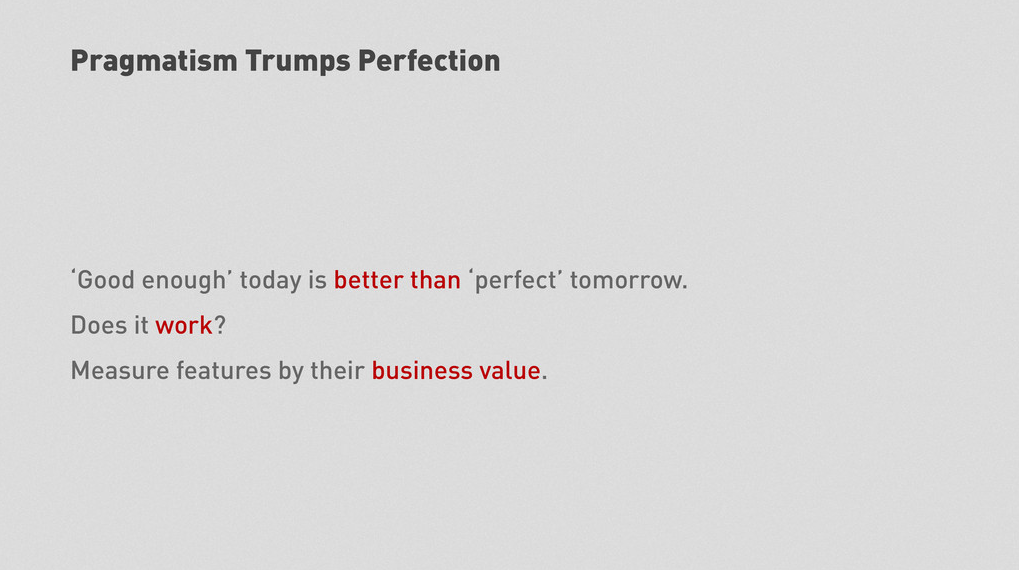 Pragmatism Trumps Perfection
‘Good enough’ today is better than ‘perfect’ tomorrow.
Does it work?
Measure features by their business value.